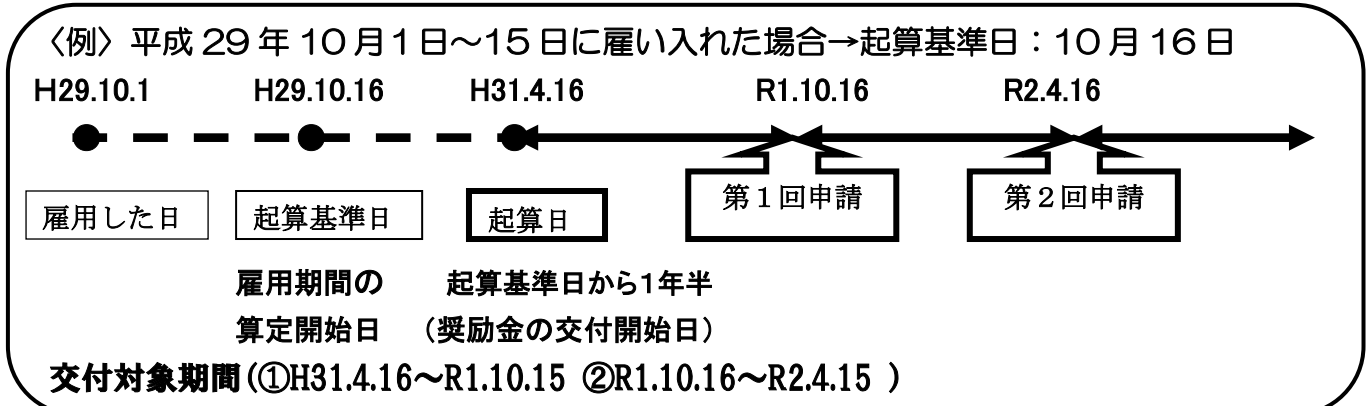 〈例〉平成29年10月1日～15日に雇い入れた場合→起算基準日：10月16日
H29.10.1 H29.10.16 H31.4.16 R1.10.16 R2.4.16
第1回申請 第2回申請
雇用した日 起算基準日 起算日
雇用期間の 起算基準日から1年半
算定開始日 （奨励金の交付開始日）
交付対象期間(①H31.4.16～R1.10.15 ②R1.10.16～R2.4.15 )